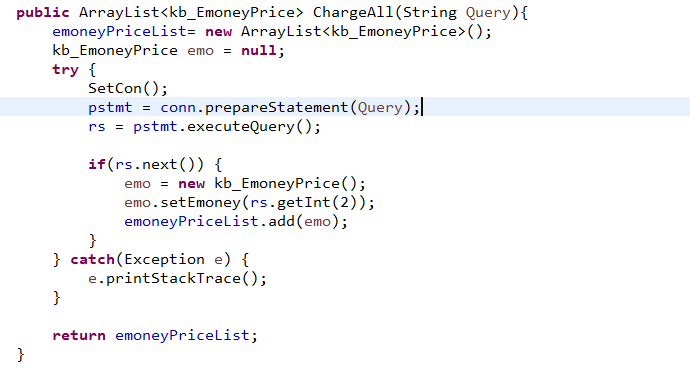 public ArrayList<kb_EmoneyPrice> ChargeAll(String Query){
    emoneyPriceList= new ArrayList<kb_EmoneyPrice>();
    kb_EmoneyPrice emo = null;
    try {
        SetCon();
        pstmt = conn.prepareStatement(Query);
        rs = pstmt.executeQuery();

        if(rs.next()) {
            emo = new kb_EmoneyPrice();
            emo.setEmoney(rs.getInt(2));
            emoneyPriceList.add(emo);
        }
    } catch(Exception e) {
        e.printStackTrace();
    }

    return emoneyPriceList;
}